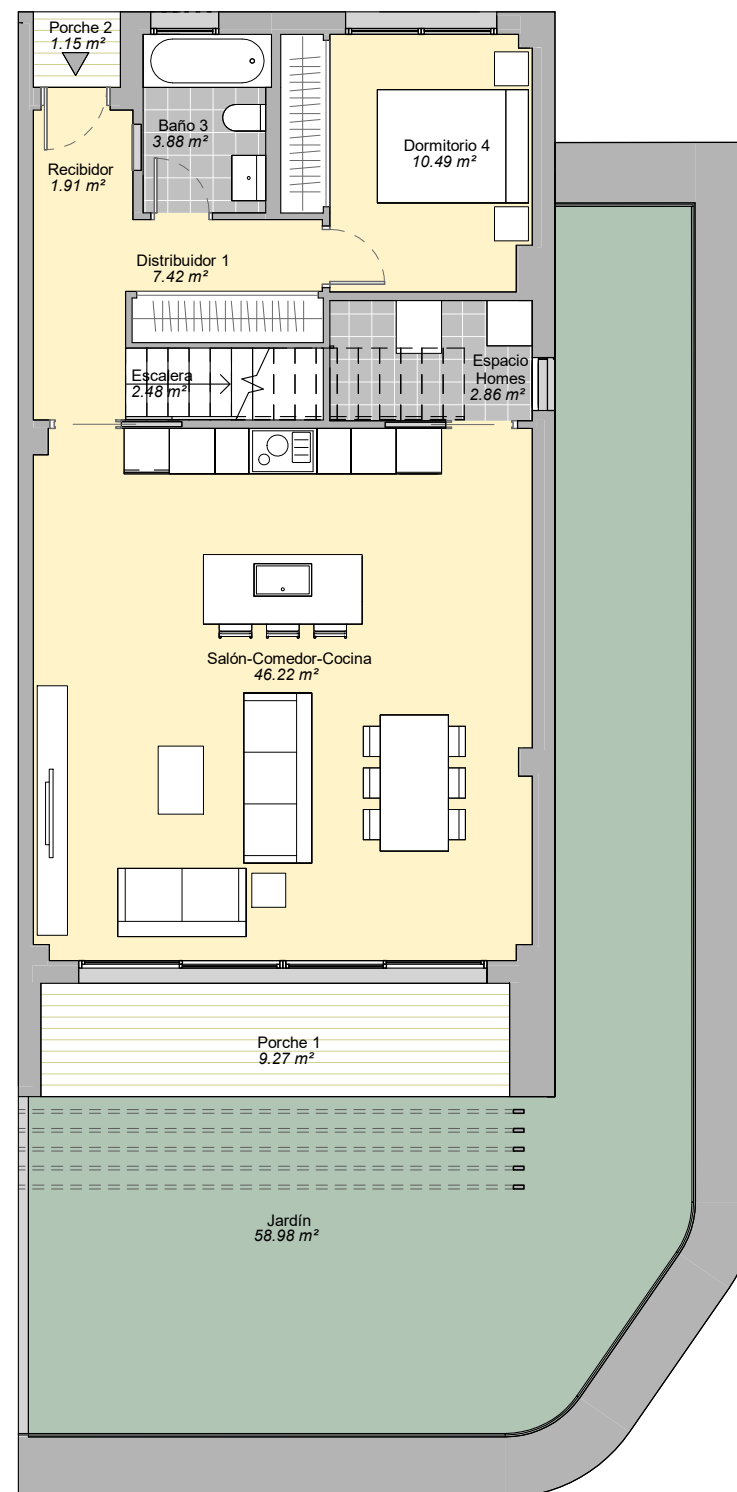 Porche 2
1.15 m²
Baño 3
3.88 m²
Dormitorio 4
10.49 m²
Recibidor
1.91 m²
Distribuidor 1
7.42 m²
Escalera
2.48 m²
Espacio
Homes
2.86 m²
Salón-Comedor-Cocina
46.22 m²
Porche 1
9.27 m²
Jardín
58.98 m²